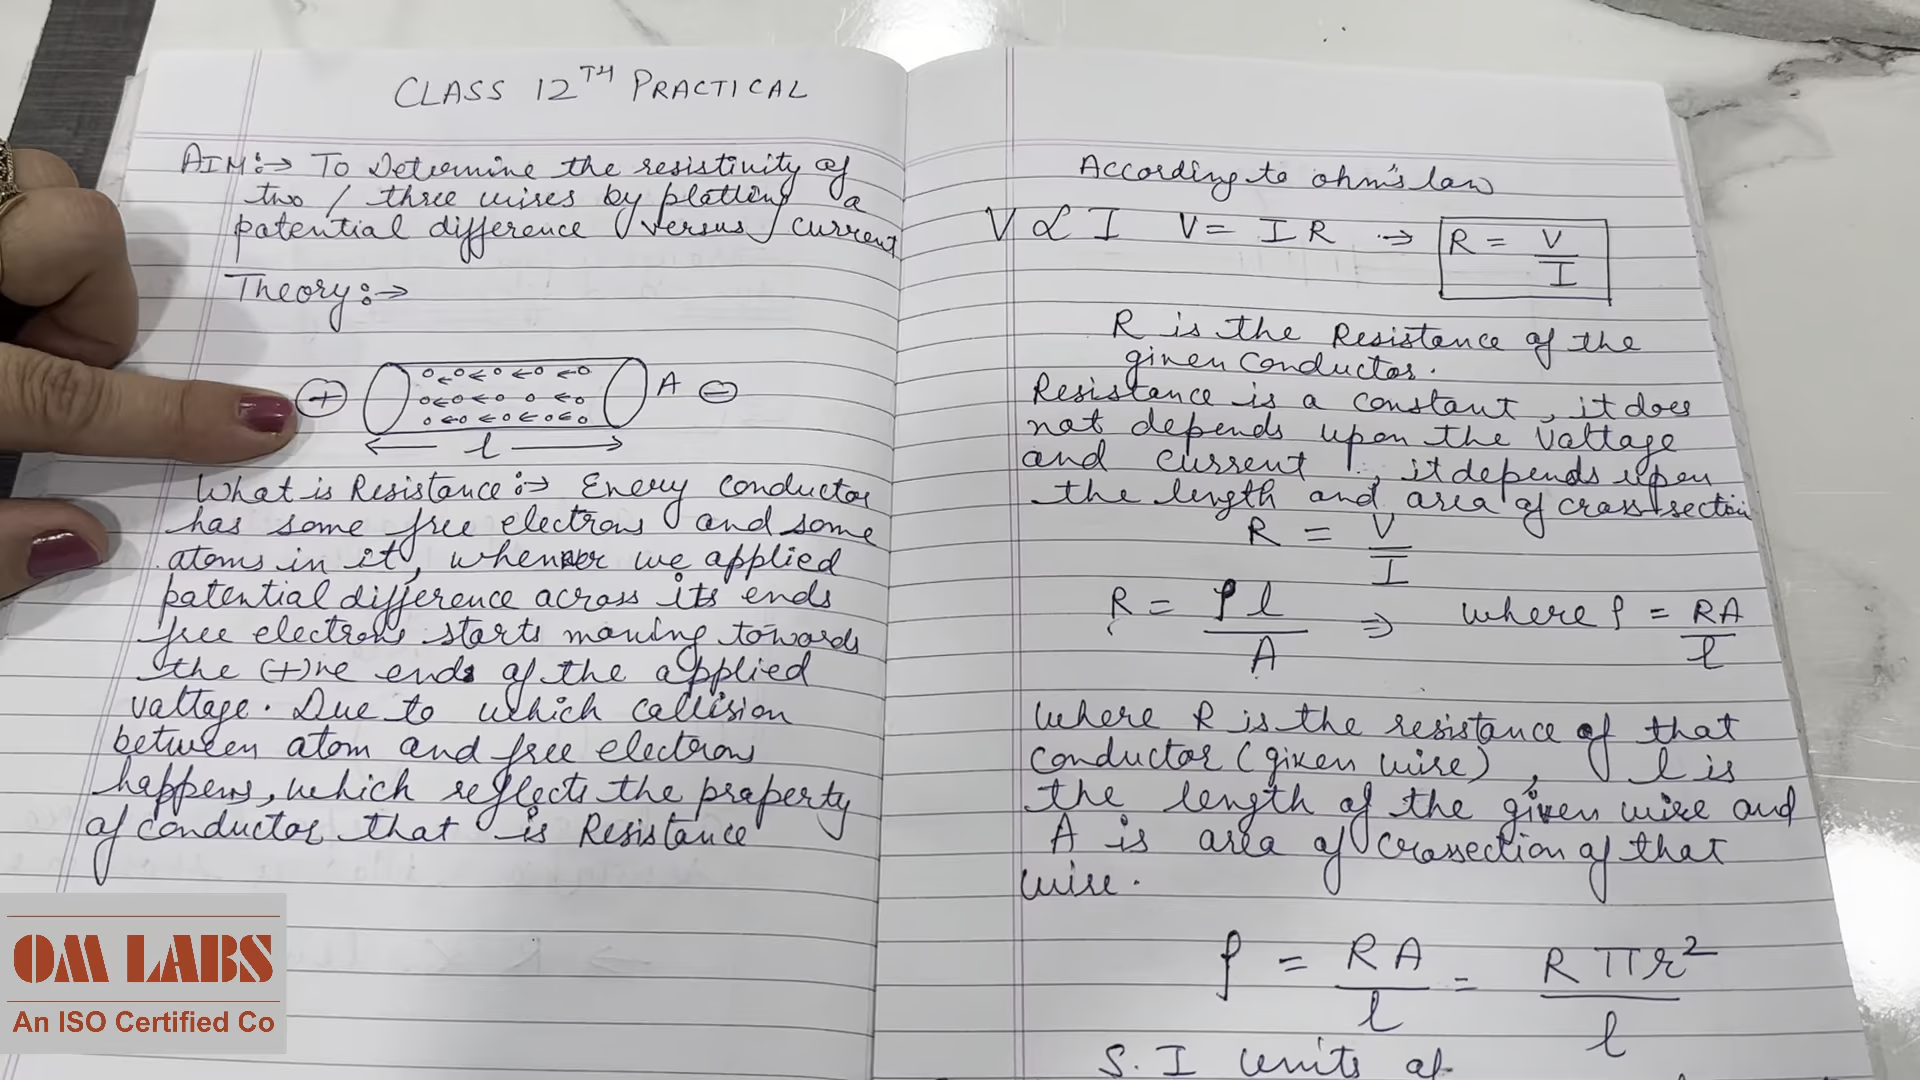 CLASS 12TH PRACTICAL
AIM:→ To Determine the resistivity of
two / three wires by plotting a
potential difference versus current
Theory:→
+ A −
l
What is Resistance:→ Every conductor
has some free electrons and some
atoms in it, whenever we applied
potential difference across its ends
free electrons starts moving towards
the (+)ve ends of the applied
voltage. Due to which collision
between atom and free electrons
happens, which reflects the property
of conductor that is Resistance
According to ohm's law
V ∝ I V = IR → R = V/I
R is the Resistance of the
given Conductor.
Resistance is a constant, it does
not depends upon the Voltage
and current, it depends upon
the length and area of cross section
R = V/I
R = ρl/A ⇒ where ρ = RA/l
where R is the resistance of that
conductor (given wire), l is
the length of the given wire and
A is area of crossection of that
wire.
ρ = RA/l = Rπr²/l
S.I Units of
OM LABS
An ISO Certified Co